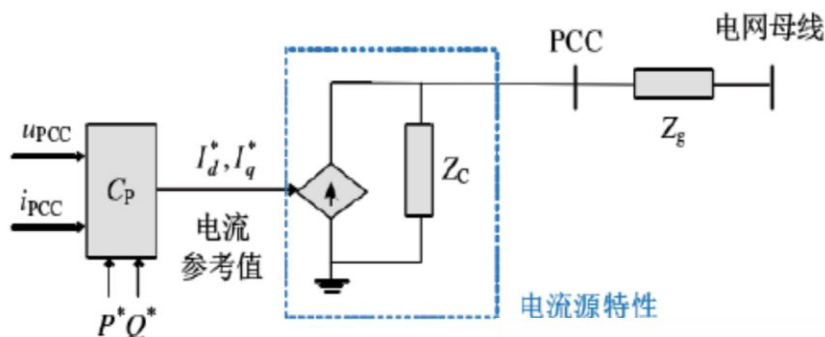 电网母线
PCC
Z_g
u_PCC
i_PCC
C_P
I_d^*, I_q^*
电流
参考值
Z_C
P^* Q^*
电流源特性